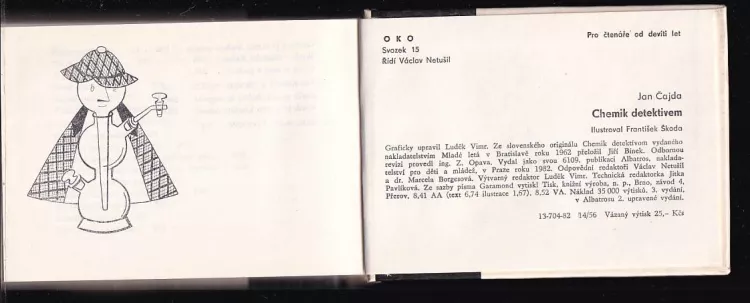 OKO
Svazek 15
Řídí Václav Netušil
Pro čtenáře od devíti let
Jan Čajda
Chemik detektivem
Ilustroval František Škoda
Graficky upravil Luděk Vimr. Ze slovenského originálu Chemik detektívom vydaného
nakladatelstvím Mladé letá v Bratislavě roku 1962 přeložil Jiří Binek. Odbornou
revizi provedl ing. Z. Opava. Vydal jako svou 6109. publikaci Albatros, naklada-
telství pro děti a mládež, v Praze roku 1982. Odpovědní redaktoři Václav Netušil
a dr. Marcela Borgesová. Výtvarný redaktor Luděk Vimr. Technická redaktorka Jitka
Pavlíková. Ze sazby písma Garamond vytiskl Tisk, knižní výroba, n. p., Brno, závod 4,
Přerov. 8,41 AA (text 6,74 ilustrace 1,67). 8,52 VA. Náklad 35 000 výtisků. 3. vydání,
v Albatrosu 2. upravené vydání.
13-704-82 14/56 Vázaný výtisk 25,– Kčs